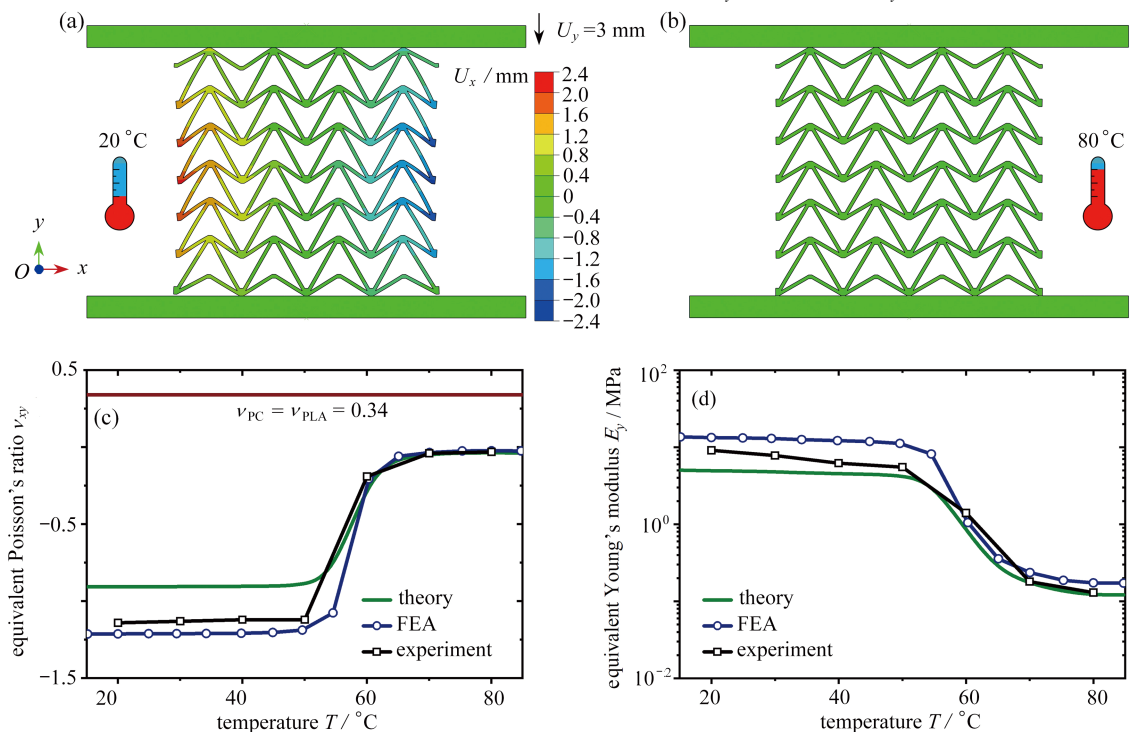 (a)
U_y = 3 mm
(b)
U_x / mm
2.4
2.0
1.6
1.2
0.8
0.4
0
−0.4
−0.8
−1.2
−1.6
−2.0
−2.4
20 °C
80 °C
y
O
x
(c)
0.5
−0.5
−1.5
ν_PC = ν_PLA = 0.34
equivalent Poisson's ratio ν_xy
theory
FEA
experiment
20
40
60
80
temperature T / °C
(d)
10^2
10^0
10^−2
equivalent Young's modulus E_y / MPa
theory
FEA
experiment
20
40
60
80
temperature T / °C